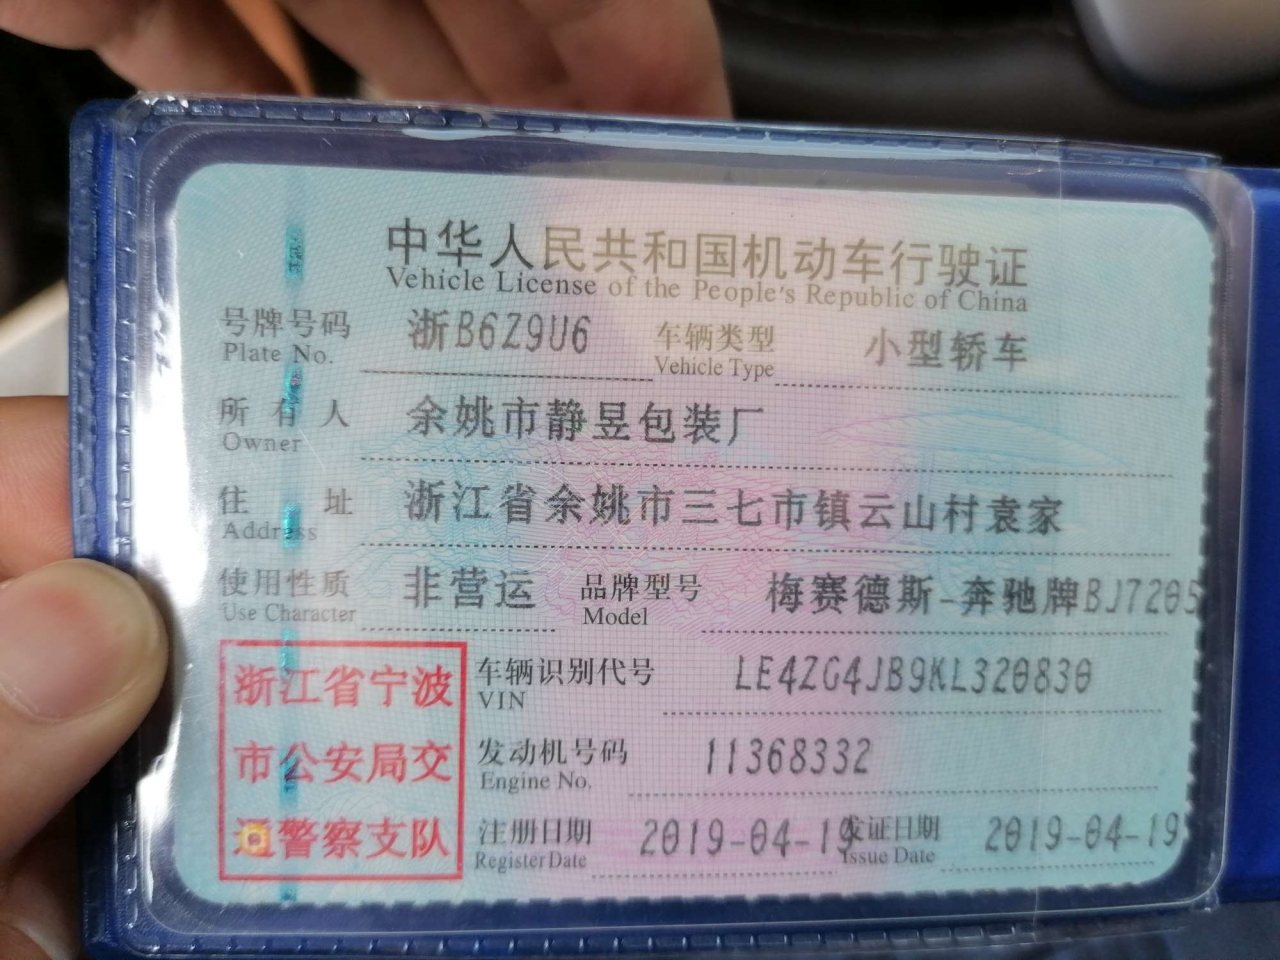 中华人民共和国机动车行驶证
Vehicle License of the People's Republic of China
号牌号码 浙B6Z9U6 车辆类型 小型轿车
Plate No. Vehicle Type
所有人 余姚市静昱包装厂
Owner
住址 浙江省余姚市三七市镇云山村袁家
Address
使用性质 非营运 品牌型号 梅赛德斯-奔驰牌BJ7205
Use Character Model
浙江省宁波
市公安局交
通警察支队
车辆识别代号 LE4ZG4JB9KL320830
VIN
发动机号码 11368332
Engine No.
注册日期 2019-04-19 发证日期 2019-04-19
Register Date Issue Date